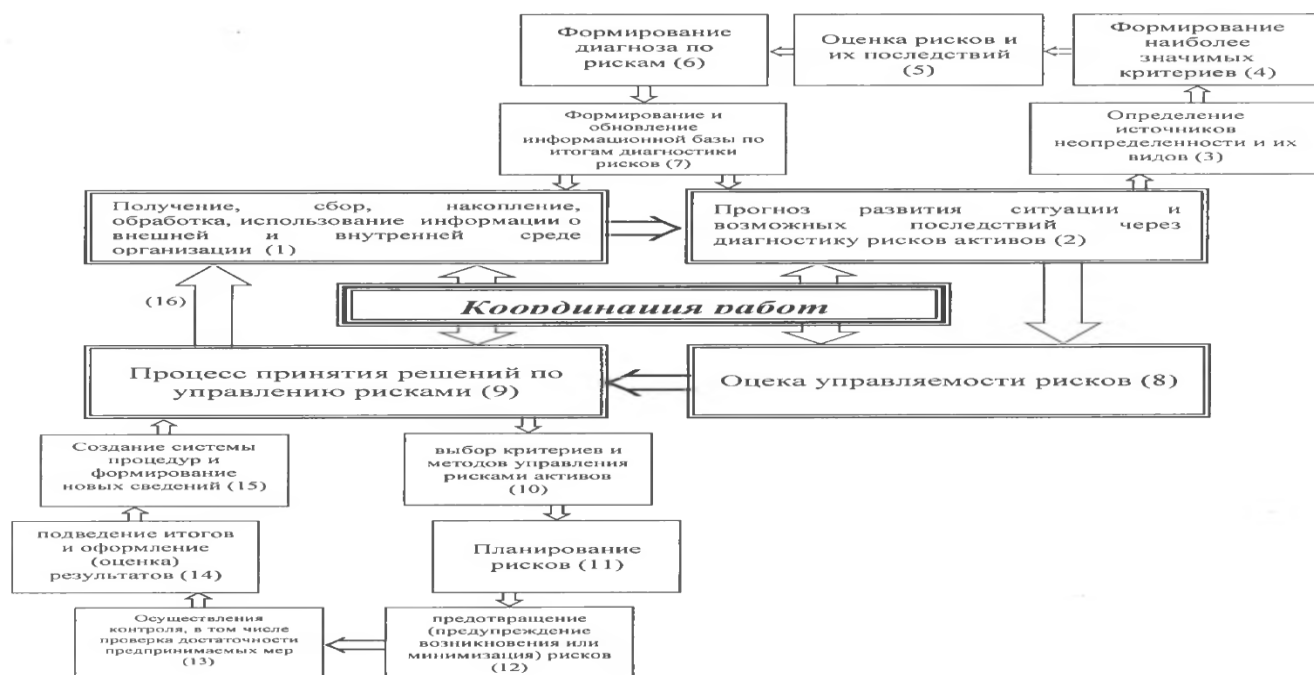 Формирование
диагноза по
рискам (6)
Оценка рисков и
их последствий
(5)
Формирование
наиболее
значимых
критериев (4)
Формирование и
обновление
информационной базы по
итогам диагностики
рисков (7)
Определение
источников
неопределенности и их
видов (3)
Получение, сбор, накопление,
обработка, использование информации о
внешней и внутренней среде
организации (1)
Прогноз развития ситуации и
возможных последствий через
диагностику рисков активов (2)
(16)
Координация работ
Процесс принятия решений по
управлению рисками (9)
Оцека управляемости рисков (8)
Создание системы
процедур и
формирование
новых сведений (15)
выбор критериев и
методов управления
рисками активов
(10)
подведение итогов
и оформление
(оценка)
результатов (14)
Планирование
рисков (11)
Осуществления
контроля, в том числе
проверка достаточности
предпринимаемых мер
(13)
предотвращение
(предупреждение
возникновения или
минимизация) рисков
(12)